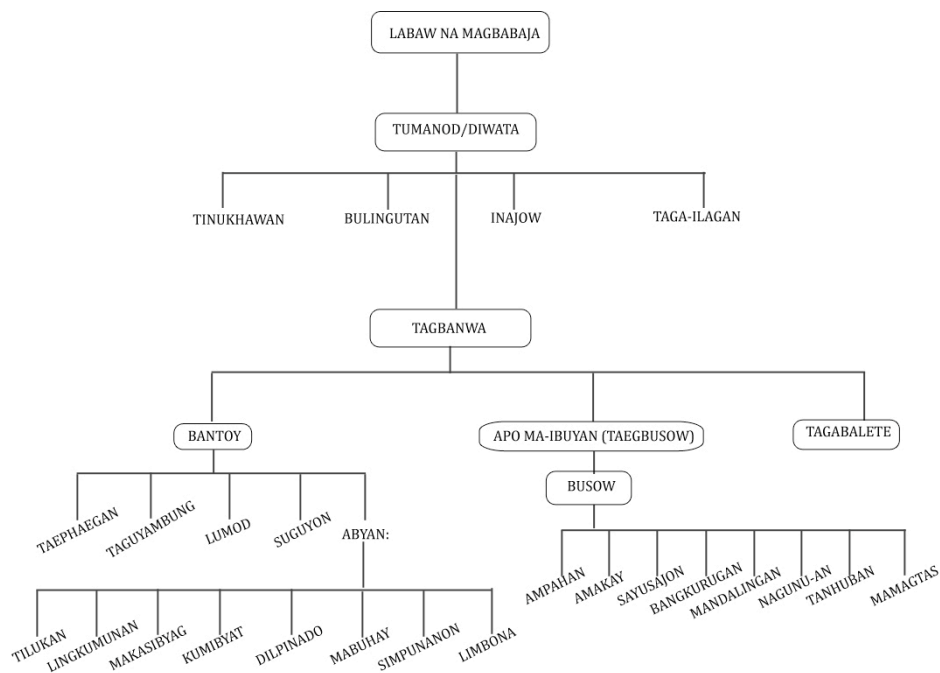 LABAW NA MAGBABAJA
TUMANOD/DIWATA
TINUKHAWAN
BULINGUTAN
INAJOW
TAGA-ILAGAN
TAGBANWA
BANTOY
APO MA-IBUYAN (TAEGBUSOW)
TAGABALETE
BUSOW
TAEPHAEGAN
TAGUYAMBUNG
LUMOD
SUGUYON
ABYAN:
AMPAHAN
AMAKAY
SAYUSAJON
BANGKURUGAN
MANDALINGAN
NAGUNU-AN
TANHUBAN
MAMAGTAS
TILUKAN
LINGKUMUNAN
MAKASIBYAG
KUMIBYAT
DILPINADO
MABUHAY
SIMPUNANON
LIMBONA